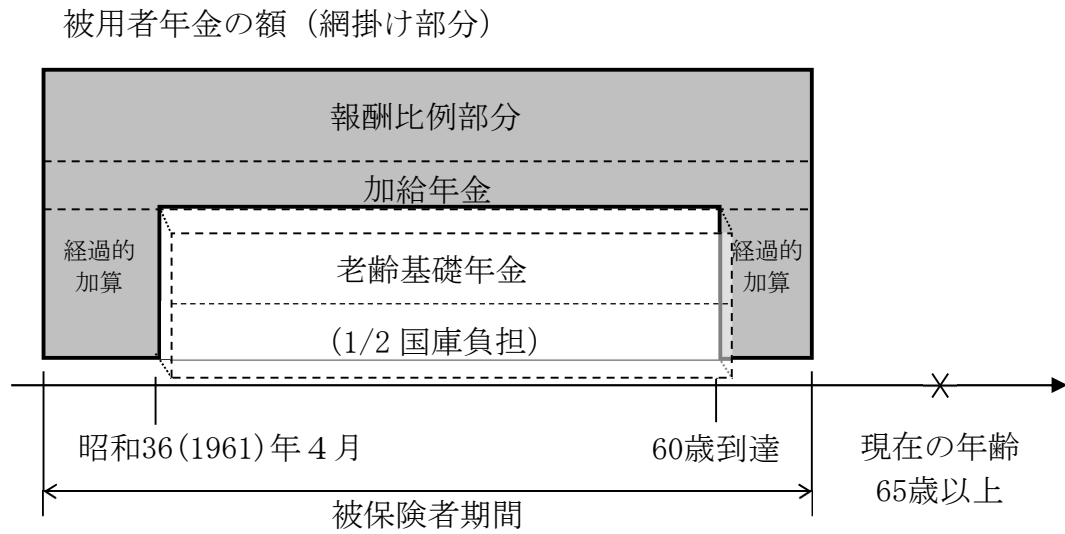 被用者年金の額（網掛け部分）
報酬比例部分
加給年金
経過的
加算
老齢基礎年金
(1/2 国庫負担)
経過的
加算
昭和36(1961)年４月
60歳到達
現在の年齢
65歳以上
被保険者期間